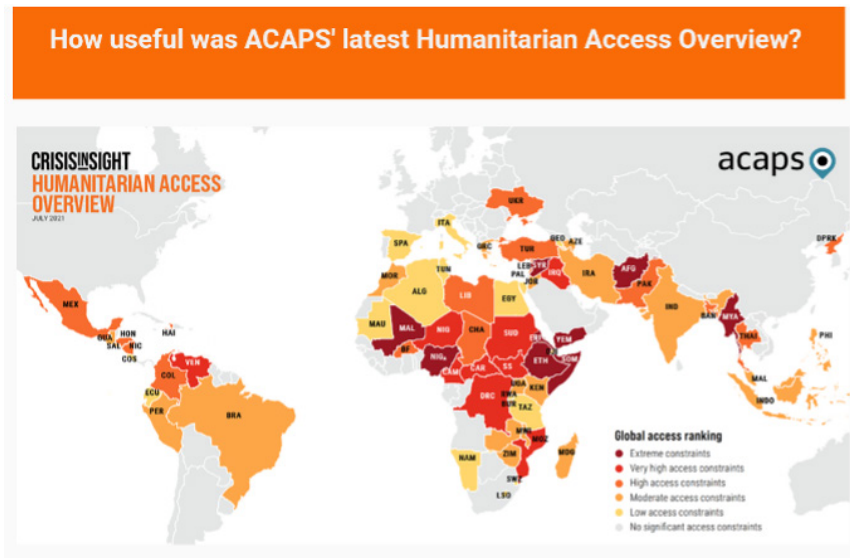 How useful was ACAPS' latest Humanitarian Access Overview?
CRISISINSIGHT
HUMANITARIAN ACCESS
OVERVIEW
JULY 2021
acaps
UKR
ITA
SPA
GRC
TUR
GEO
AZE
DPRK
LEB
SYR
PAL
IRQ
JOR
IRA
AFG
PAK
MOR
TUN
ALG
LIB
EGY
IND
BAN
MYA
THAI
PHI
MEX
HAI
GUA
HON
SAL
NIC
COS
MAU
MAL
NIG
CHA
SUD
ERI
YEM
BF
NIG.
CAM
CAR
SS
ETH
SOM
VEN
COL
ECU
PER
BRA
DRC
UGA
KEN
RWA
BUR
TAZ
MAL
INDO
MOZ
ZIM
MDG
NAM
SWZ
LSO
Global access ranking
Extreme constraints
Very high access constraints
High access constraints
Moderate access constraints
Low access constraints
No significant access constraints